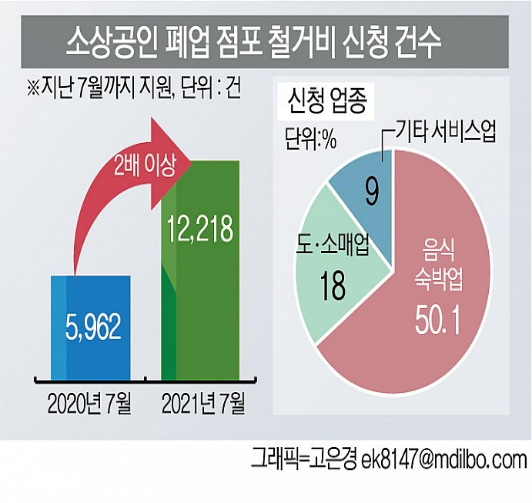 소상공인 폐업 점포 철거비 신청 건수
※지난 7월까지 지원, 단위 : 건
2배 이상
5,962
12,218
2020년 7월
2021년 7월
신청 업종
단위:%
기타 서비스업
9
도·소매업
18
음식
숙박업
50.1
그래픽=고은경 ek8147@mdilbo.com